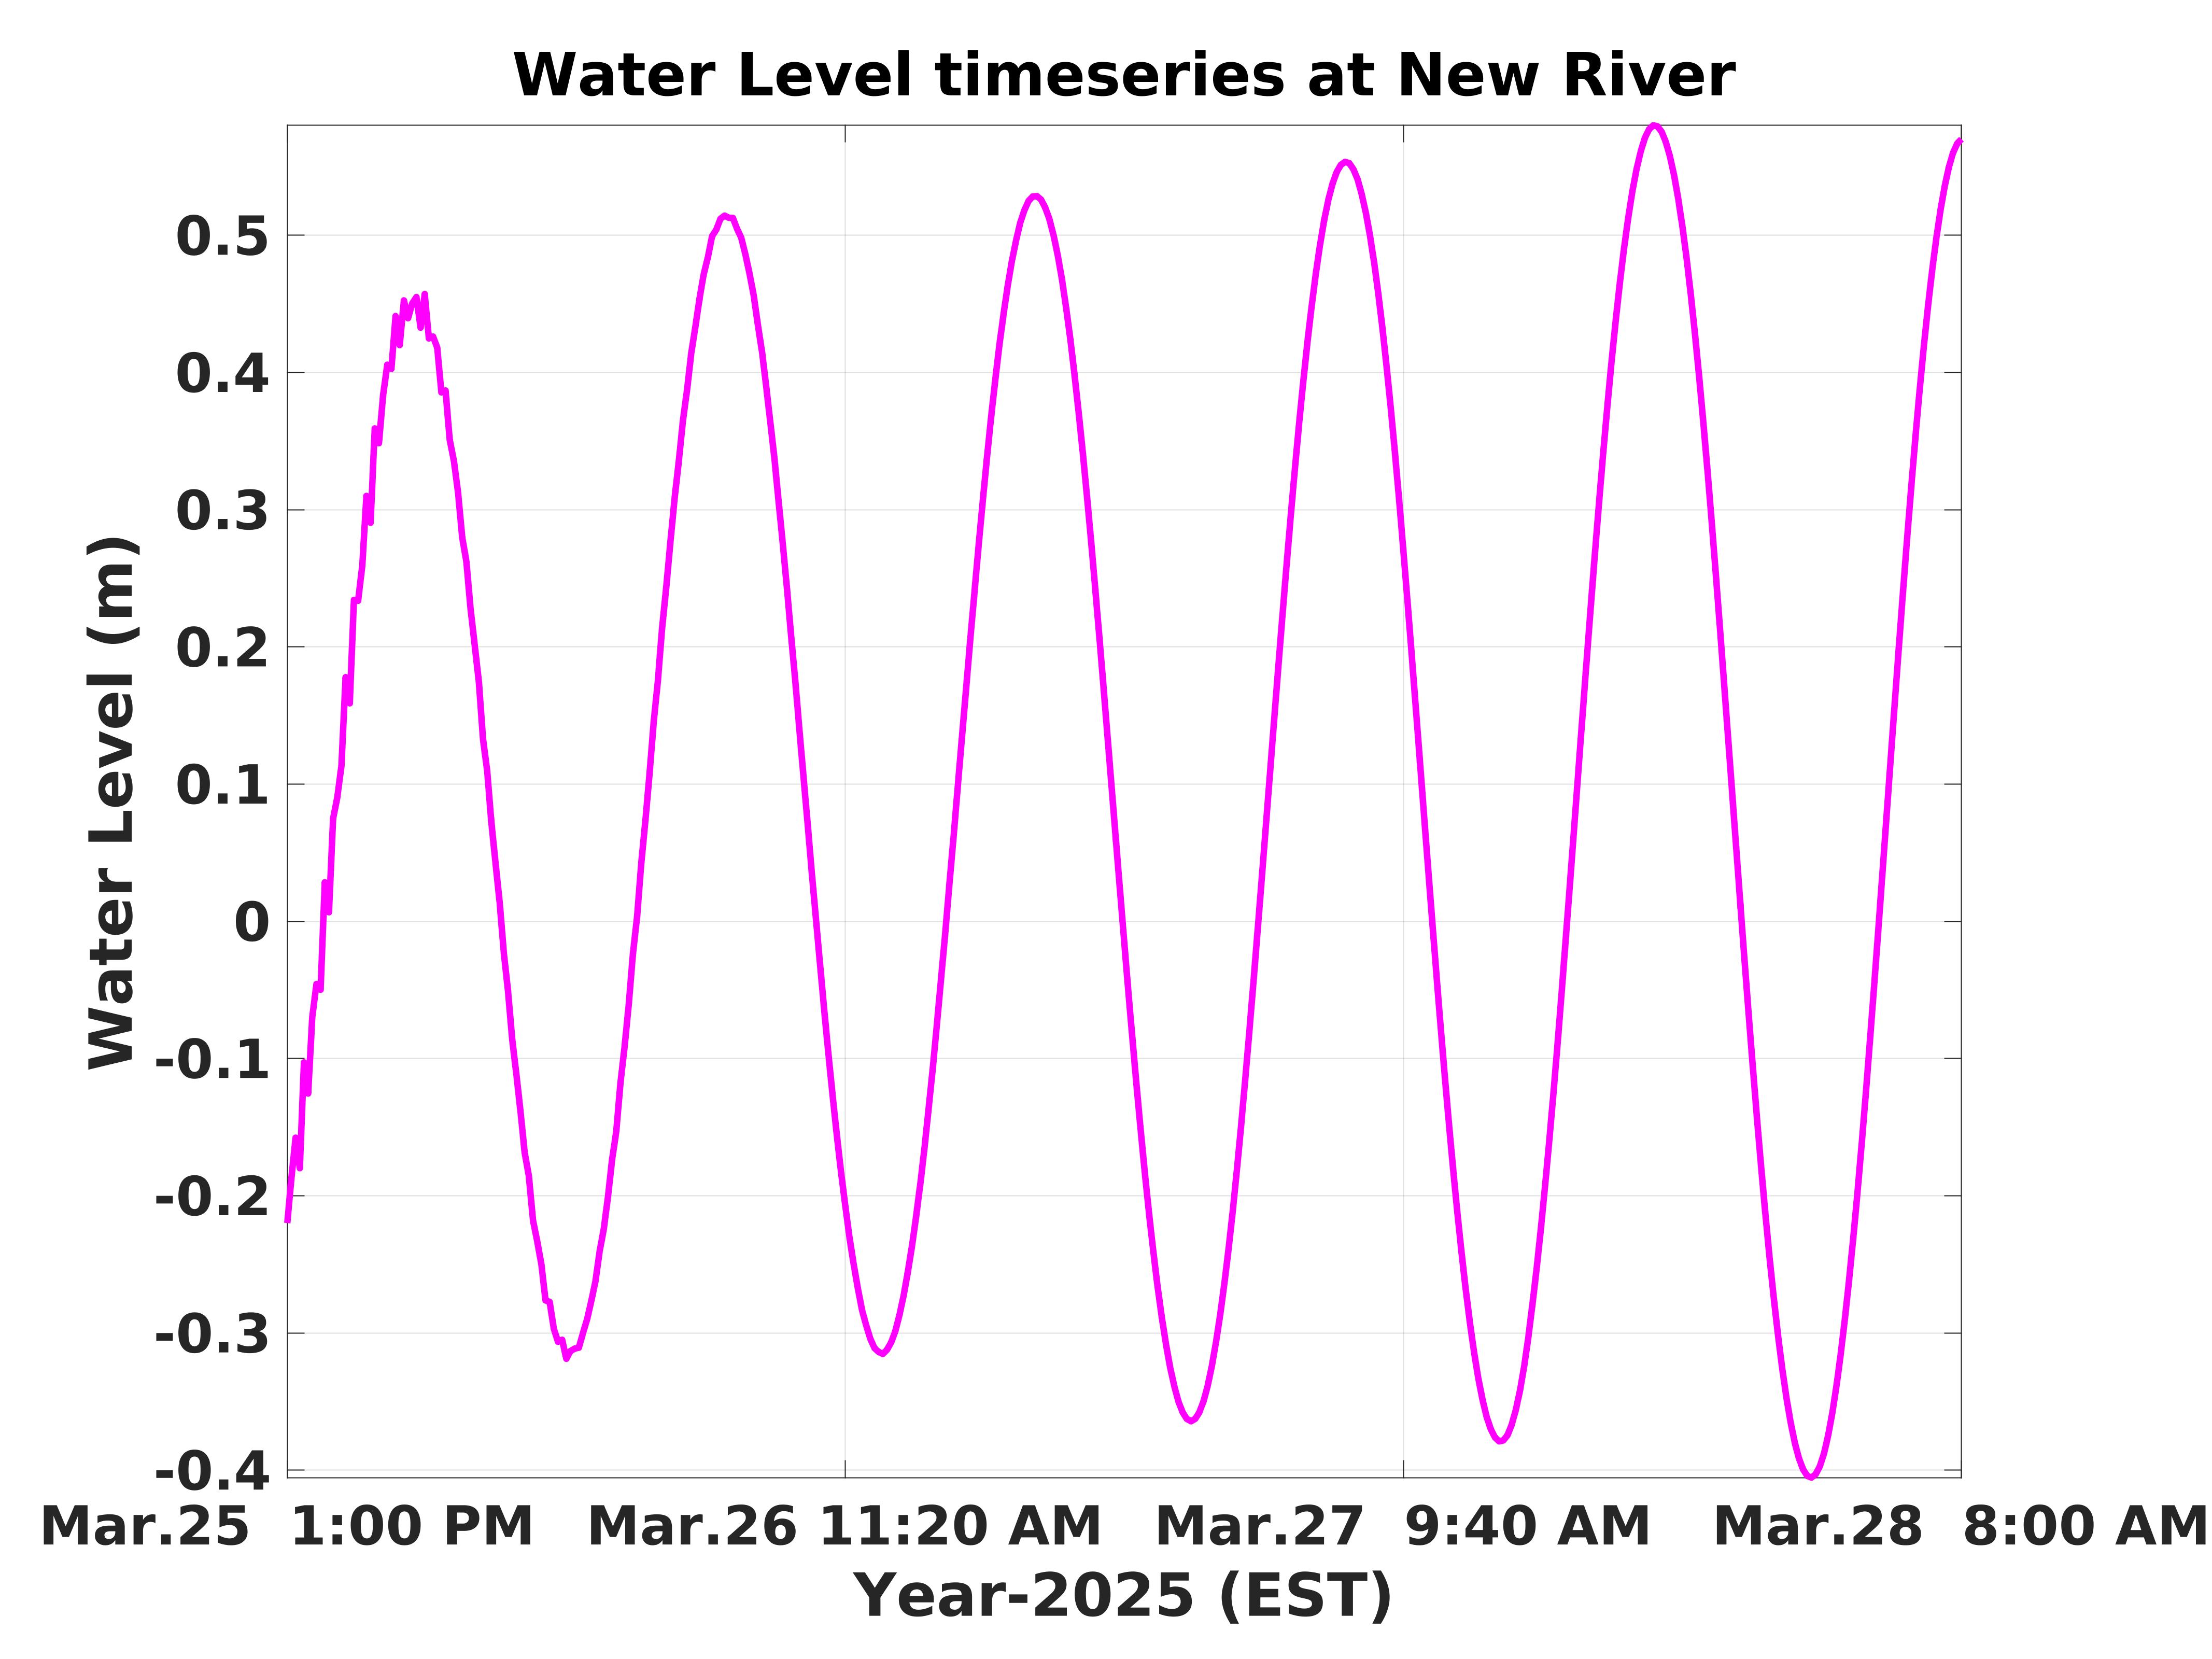 Water Level timeseries at New River
Water Level (m)
0.5
0.4
0.3
0.2
0.1
0
-0.1
-0.2
-0.3
-0.4
Mar.25 1:00 PM Mar.26 11:20 AM Mar.27 9:40 AM Mar.28 8:00 AM
Year-2025 (EST)